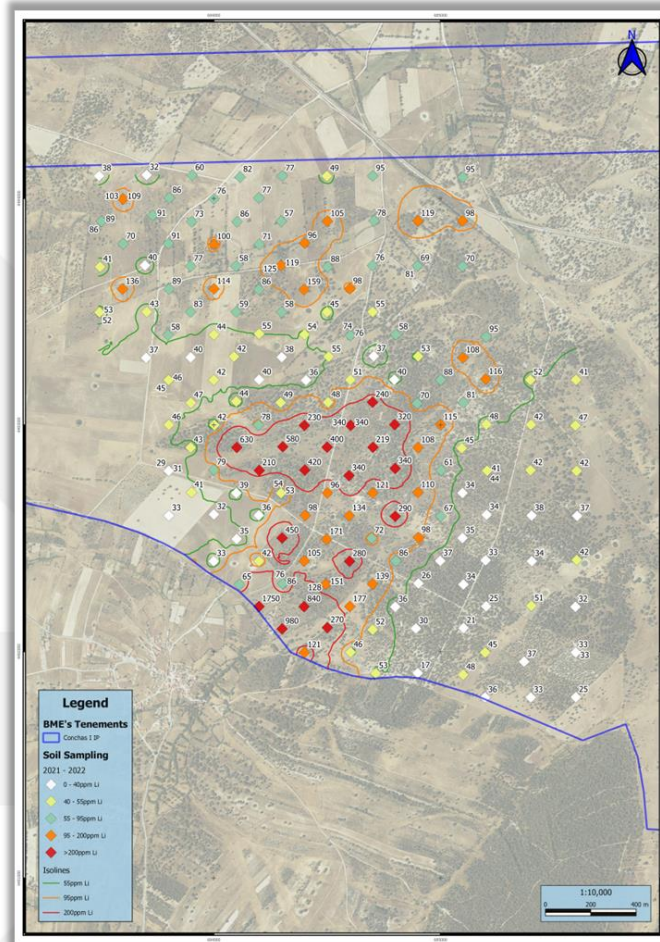 N
38 32 60 82 77 49 95 95
103 109 86 76 77
89 91 73 86 57 105 78 119 98
86
70 91 100 71 96
41 40 77 58 125 119 88 76 69 70
81
136 89 114 86 159 98
53 43 83 59 58 45 55
52
58 44 55 54 74 76 58 95
37 40 42 38 55 37 53 108
45 46 42 40 36 51 40 88 116 52 41
47 44 49 48 240 70 81
46 42 78 230 340 340 320 115 48 42 47
43 630 580 400 219 108 45
29 31 79 210 420 340 340 61 41 42 42
44
41 39 54 53 96 121 110 34
33 32 36 98 134 290 67 34 38 37
35 450 171 72 98 35
33 42 105 280 86 37 33 34 42
65 76 86 128 151 139 26 34
1750 840 177 36 25 51 32
980 270 52 30 21
121 46 45 37 33
33
53 17 48
36 33 25
Legend
BME's Tenements
Conchas I IP
Soil Sampling
2021 - 2022
0 - 40ppm Li
40 - 55ppm Li
55 - 95ppm Li
95 - 200ppm Li
>200ppm Li
Isolines
55ppm Li
95ppm Li
200ppm Li
1:10,000
0 200 400 m